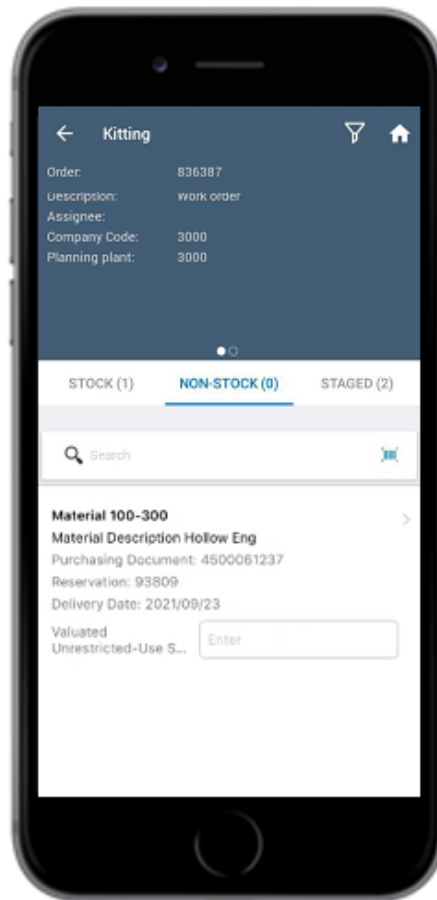 Kitting
Order: 836387
Description: Work order
Assignee:
Company Code: 3000
Planning plant: 3000
STOCK (1) NON-STOCK (0) STAGED (2)
Search
Material 100-300
Material Description Hollow Eng
Purchasing Document: 4500061237
Reservation: 93809
Delivery Date: 2021/09/23
Valuated Enter
Unrestricted-Use S...